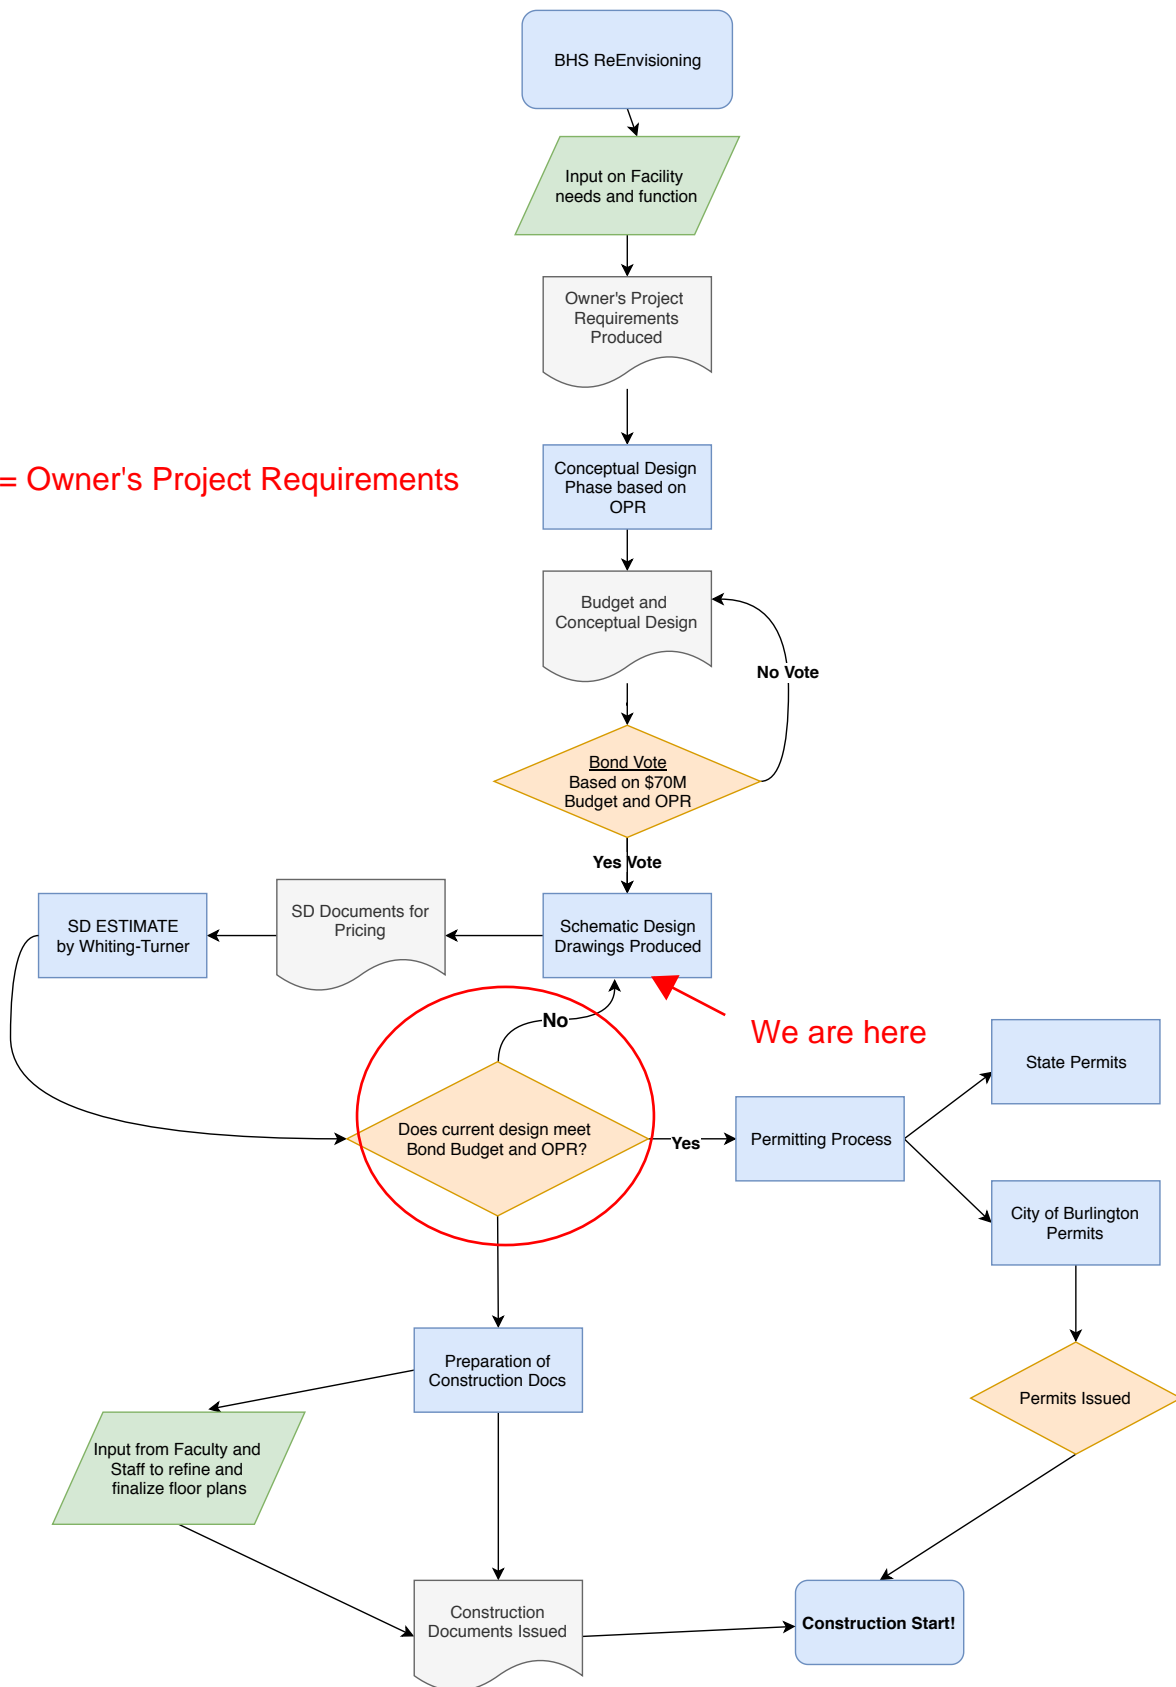 BHS ReEnvisioning
Input on Facility
needs and function
Owner's Project
Requirements
Produced
= Owner's Project Requirements
Conceptual Design
Phase based on
OPR
Budget and
Conceptual Design
No Vote
Bond Vote
Based on $70M
Budget and OPR
Yes Vote
SD ESTIMATE
by Whiting-Turner
SD Documents for
Pricing
Schematic Design
Drawings Produced
No
We are here
State Permits
Does current design meet
Bond Budget and OPR?
Yes
Permitting Process
City of Burlington
Permits
Preparation of
Construction Docs
Permits Issued
Input from Faculty and
Staff to refine and
finalize floor plans
Construction
Documents Issued
Construction Start!